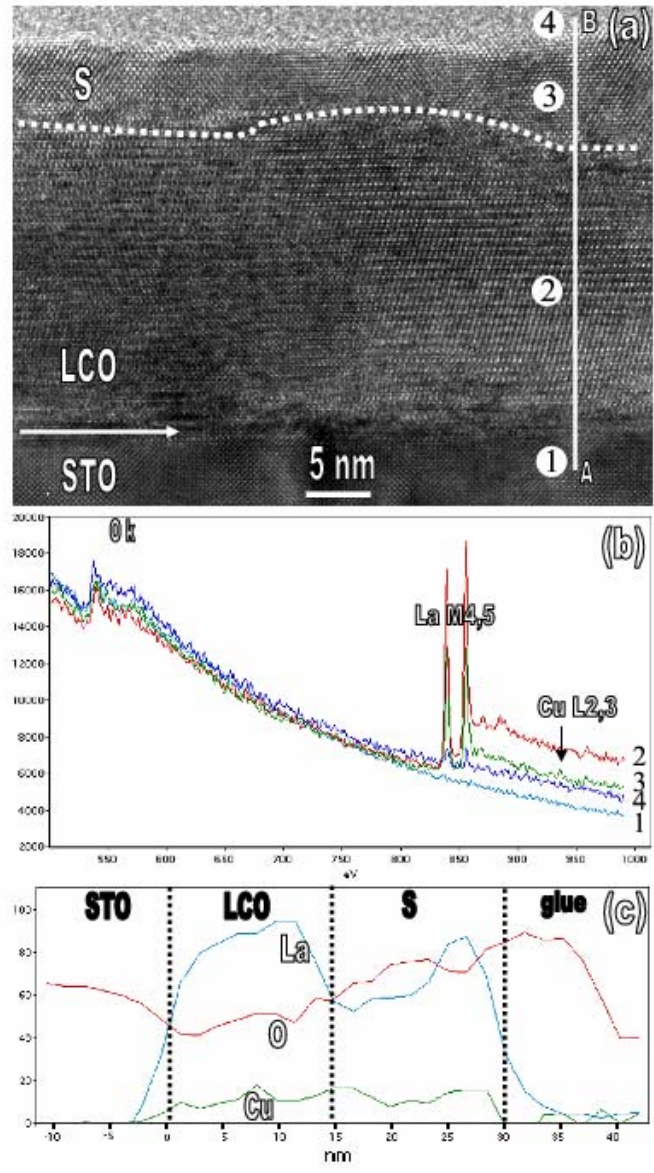 4 B (a)
S 3
2
LCO
1 A
STO 5 nm
20000 O k (b)
18000
16000
14000 La M4,5
12000
10000
8000 Cu L2,3
6000 2
3
4000 4
1
2000
550 600 650 700 750 800 850 900 950 1000
eV
STO LCO S glue (c)
100
La
80
60
40 O
20 Cu
0
-10 -5 0 5 10 15 20 25 30 35 40
nm